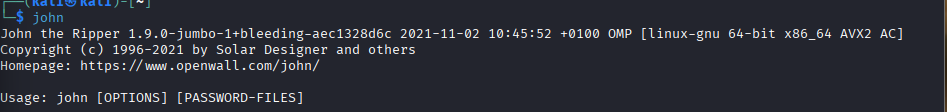 (kali㉿kali)-[~]
$ john
John the Ripper 1.9.0-jumbo-1+bleeding-aec1328d6c 2021-11-02 10:45:52 +0100 OMP [linux-gnu 64-bit x86_64 AVX2 AC]
Copyright (c) 1996-2021 by Solar Designer and others
Homepage: https://www.openwall.com/john/
Usage: john [OPTIONS] [PASSWORD-FILES]